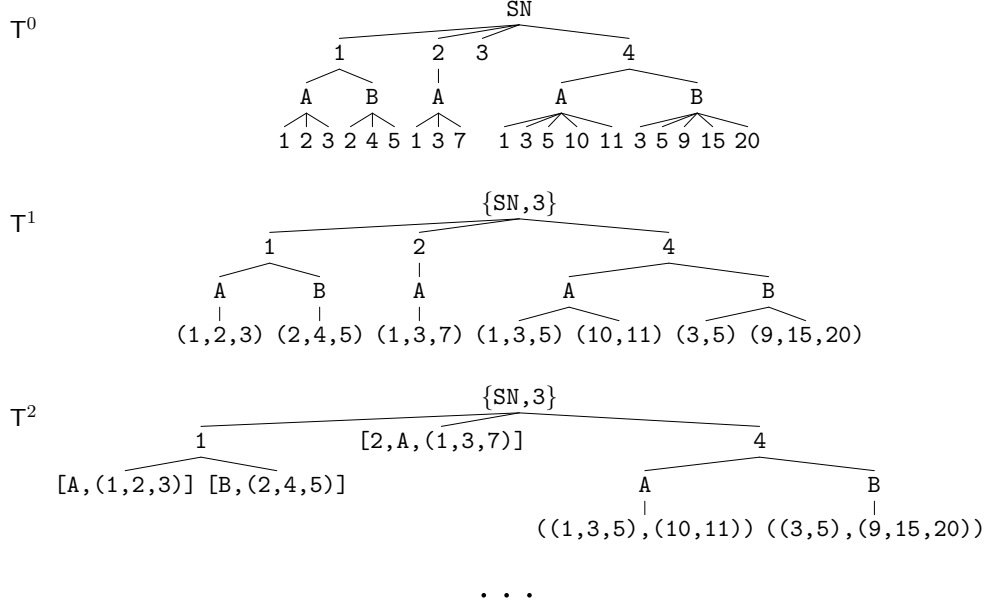 T⁰
SN
1 2 3 4
A B A A B
1 2 3 2 4 5 1 3 7 1 3 5 10 11 3 5 9 15 20
T¹
{SN,3}
1 2 4
A B A A B
(1,2,3) (2,4,5) (1,3,7) (1,3,5) (10,11) (3,5) (9,15,20)
T²
{SN,3}
1 [2,A,(1,3,7)] 4
[A,(1,2,3)] [B,(2,4,5)] A B
((1,3,5),(10,11)) ((3,5),(9,15,20))
. . .